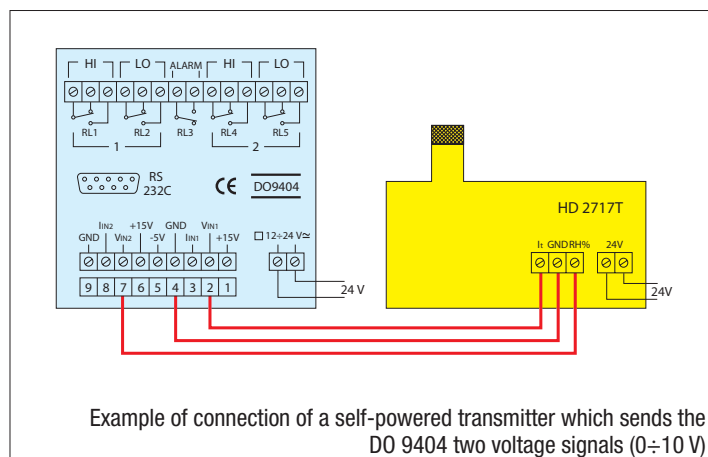 HI LO ALARM HI LO
RL1 RL2 RL3 RL4 RL5
1 2
RS
232C
CE
DO9404
HD 2717T
IIN2 +15V GND VIN1
GND VIN2 -5V IIN1 +15V
12÷24 V≂
9 8 7 6 5 4 3 2 1
24 V
It GND RH% 24V
24V
Example of connection of a self-powered transmitter which sends the
DO 9404 two voltage signals (0÷10 V)